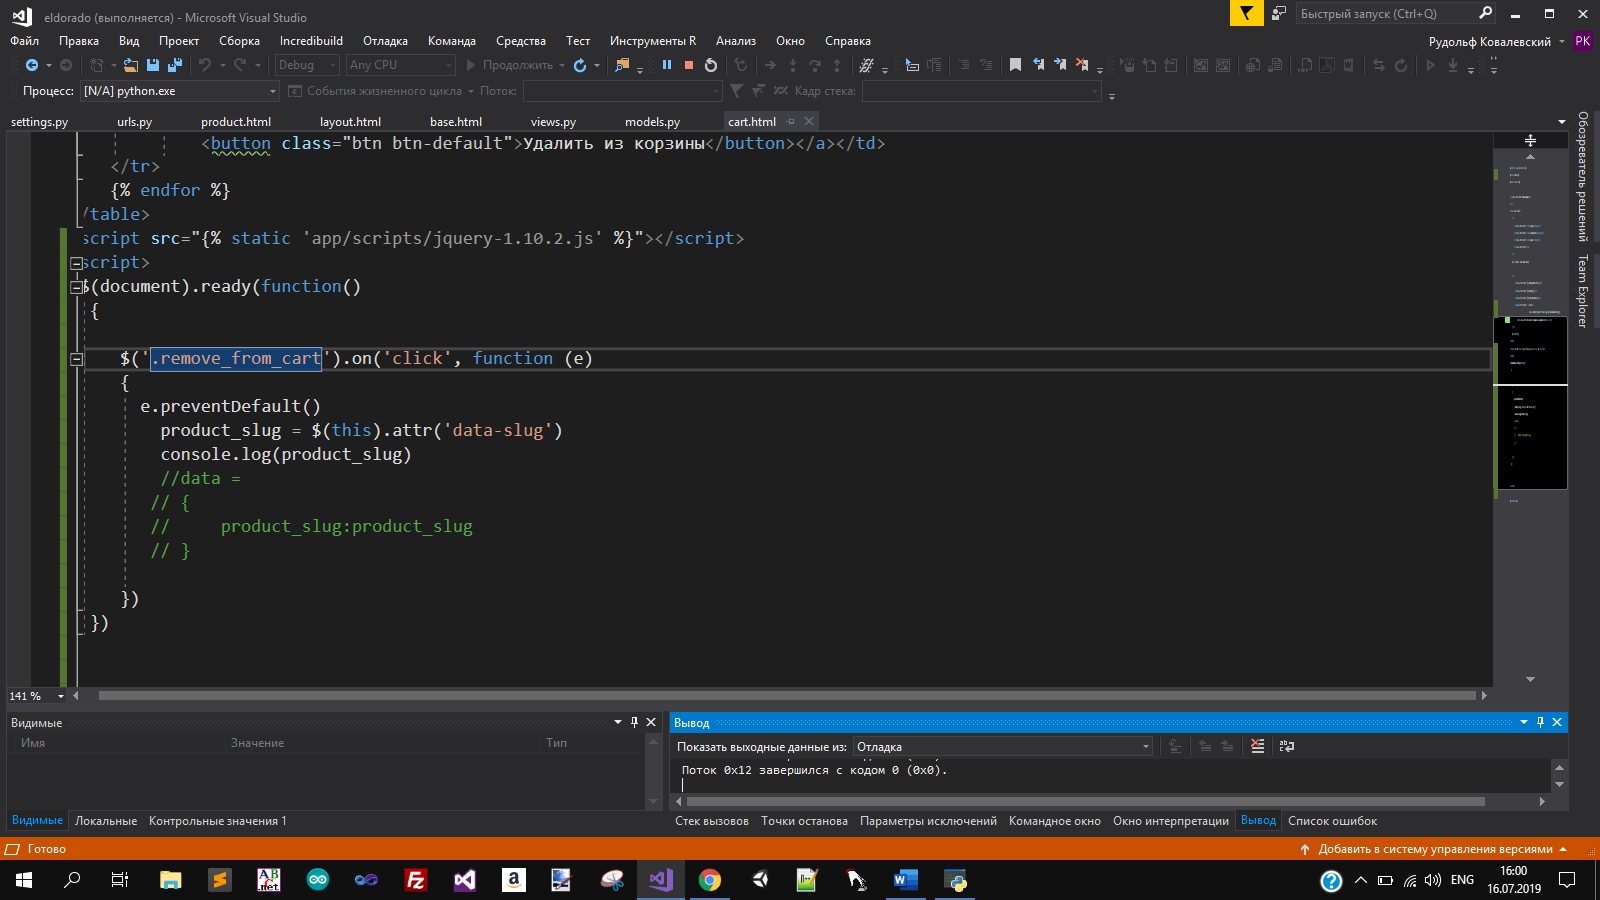 eldorado (выполняется) - Microsoft Visual Studio
Быстрый запуск (Ctrl+Q)
Файл Правка Вид Проект Сборка Incredibuild Отладка Команда Средства Тест Инструменты R Анализ Окно Справка
Рудольф Ковалевский РК
Debug Any CPU Продолжить
Процесс: [N/A] python.exe События жизненного цикла Поток: Кадр стека:
settings.py urls.py product.html layout.html base.html views.py models.py cart.html
<button class="btn btn-default">Удалить из корзины</button></a></td>
</tr>
{% endfor %}
/table>
script src="{% static 'app/scripts/jquery-1.10.2.js' %}"></script>
script>
$(document).ready(function()
{
$('.remove_from_cart').on('click', function (e)
{
e.preventDefault()
product_slug = $(this).attr('data-slug')
console.log(product_slug)
//data =
// {
// product_slug:product_slug
// }
})
})
Обозреватель решений
Team Explorer
141 %
Видимые
Имя Значение Тип
Видимые Локальные Контрольные значения 1
Вывод
Показать выходные данные из: Отладка
Поток 0x12 завершился с кодом 0 (0x0).
Стек вызовов Точки останова Параметры исключений Командное окно Окно интерпретации Вывод Список ошибок
Готово
Добавить в систему управления версиями
ENG
16:00
16.07.2019